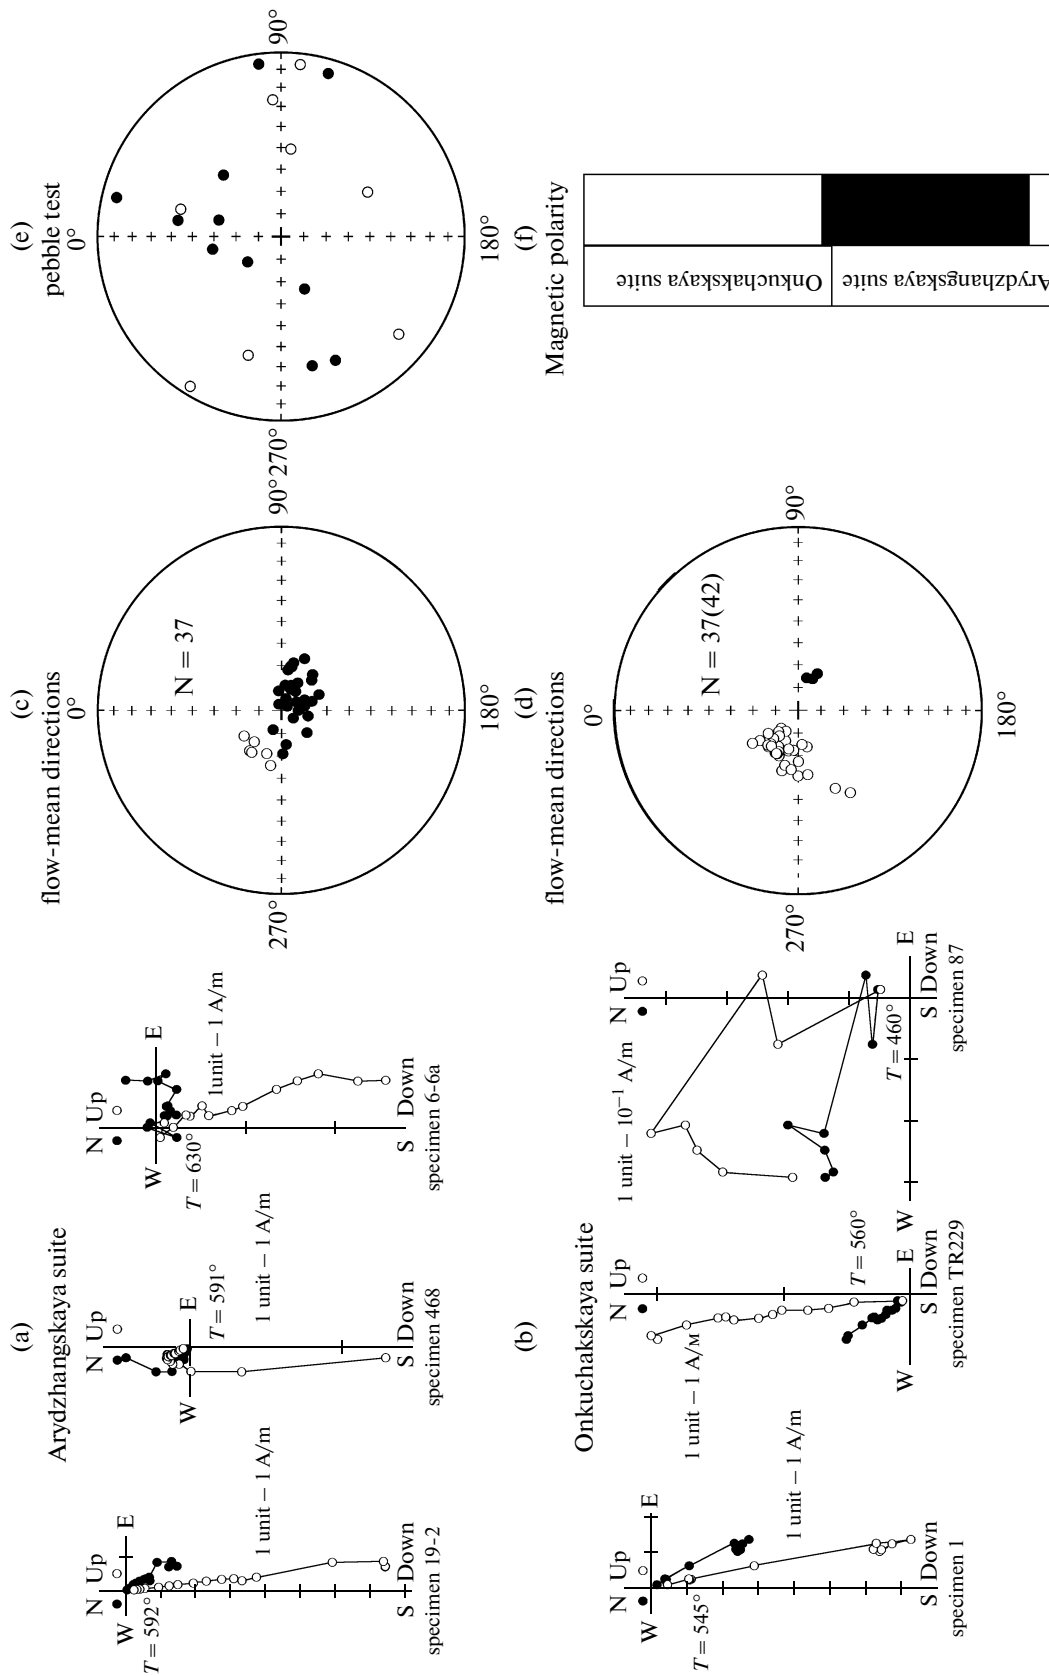 (a)
Arydzhangskaya suite
N Up
W
E
T = 592°
1 unit – 1 A/m
S Down
specimen 19-2
N Up
W
E
T = 591°
1 unit – 1 A/m
S Down
specimen 468
N Up
W
E
T = 630°
1unit – 1 A/m
S Down
specimen 6-6a
(b)
Onkuchakskaya suite
N Up
W
E
T = 545°
1 unit – 1 A/m
S Down
specimen 1
N Up
1 unit – 1 A/м
T = 560°
W
E
S Down
specimen TR229
N Up
1 unit – 10⁻¹ A/m
T = 460°
W
E
S Down
specimen 87
(c)
flow-mean directions
0°
N = 37
270°
90°
180°
(d)
flow-mean directions
0°
N = 37(42)
270°
90°
180°
(e)
pebble test
0°
270°
90°
180°
(f)
Magnetic polarity
Onkuchakskaya suite
Arydzhangskaya suite